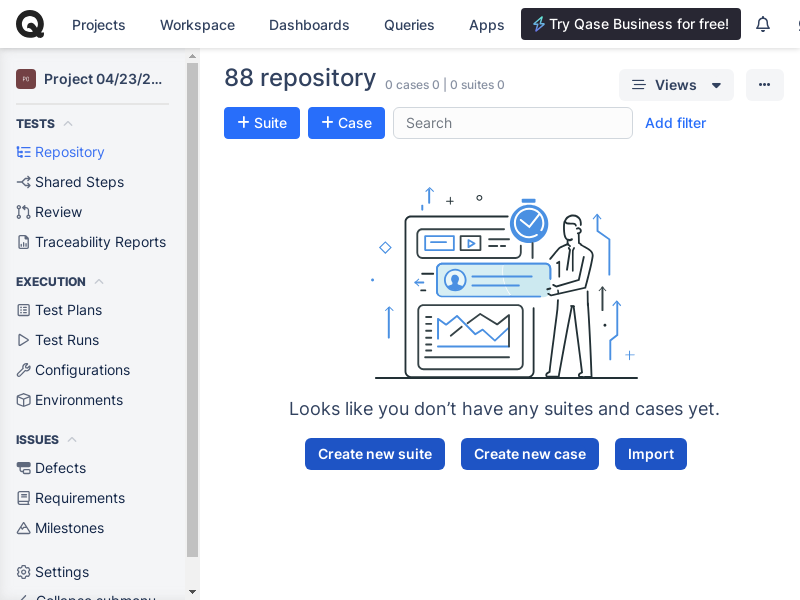 Projects
Workspace
Dashboards
Queries
Apps
Try Qase Business for free!
Project 04/23/2...
TESTS
Repository
Shared Steps
Review
Traceability Reports
EXECUTION
Test Plans
Test Runs
Configurations
Environments
ISSUES
Defects
Requirements
Milestones
Settings
Collapse submenu
88 repository
0 cases 0 | 0 suites 0
Views
+ Suite
+ Case
Search
Add filter
Looks like you don’t have any suites and cases yet.
Create new suite
Create new case
Import